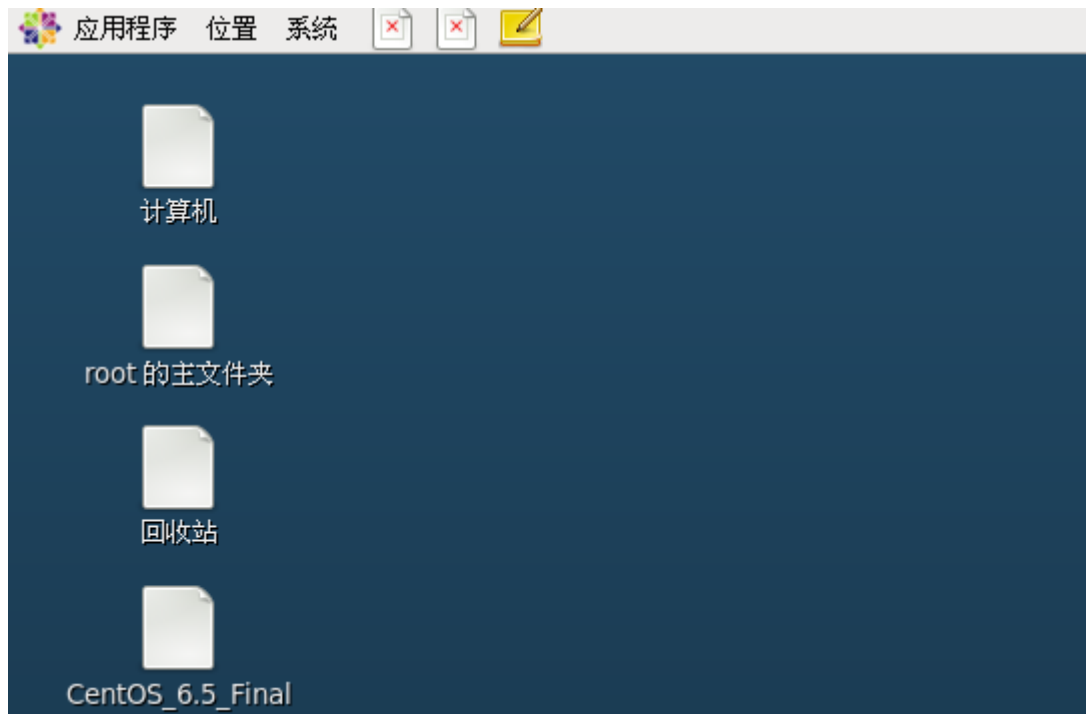 应用程序 位置 系统
计算机
root 的主文件夹
回收站
CentOS_6.5_Final